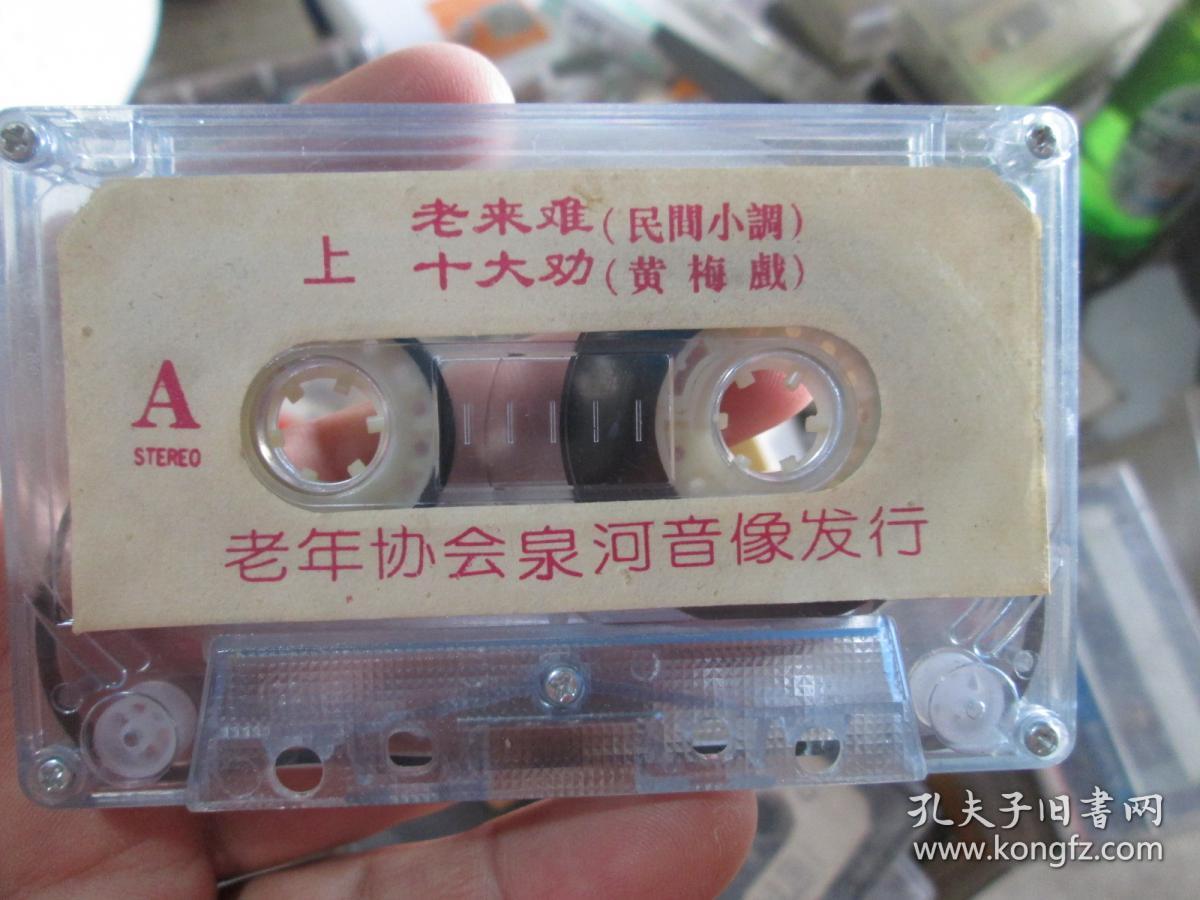 老来难(民間小調)
上 十大劝(黄梅戲)
A
STEREO
老年协会泉河音像发行
孔夫子旧書网
www.kongfz.com